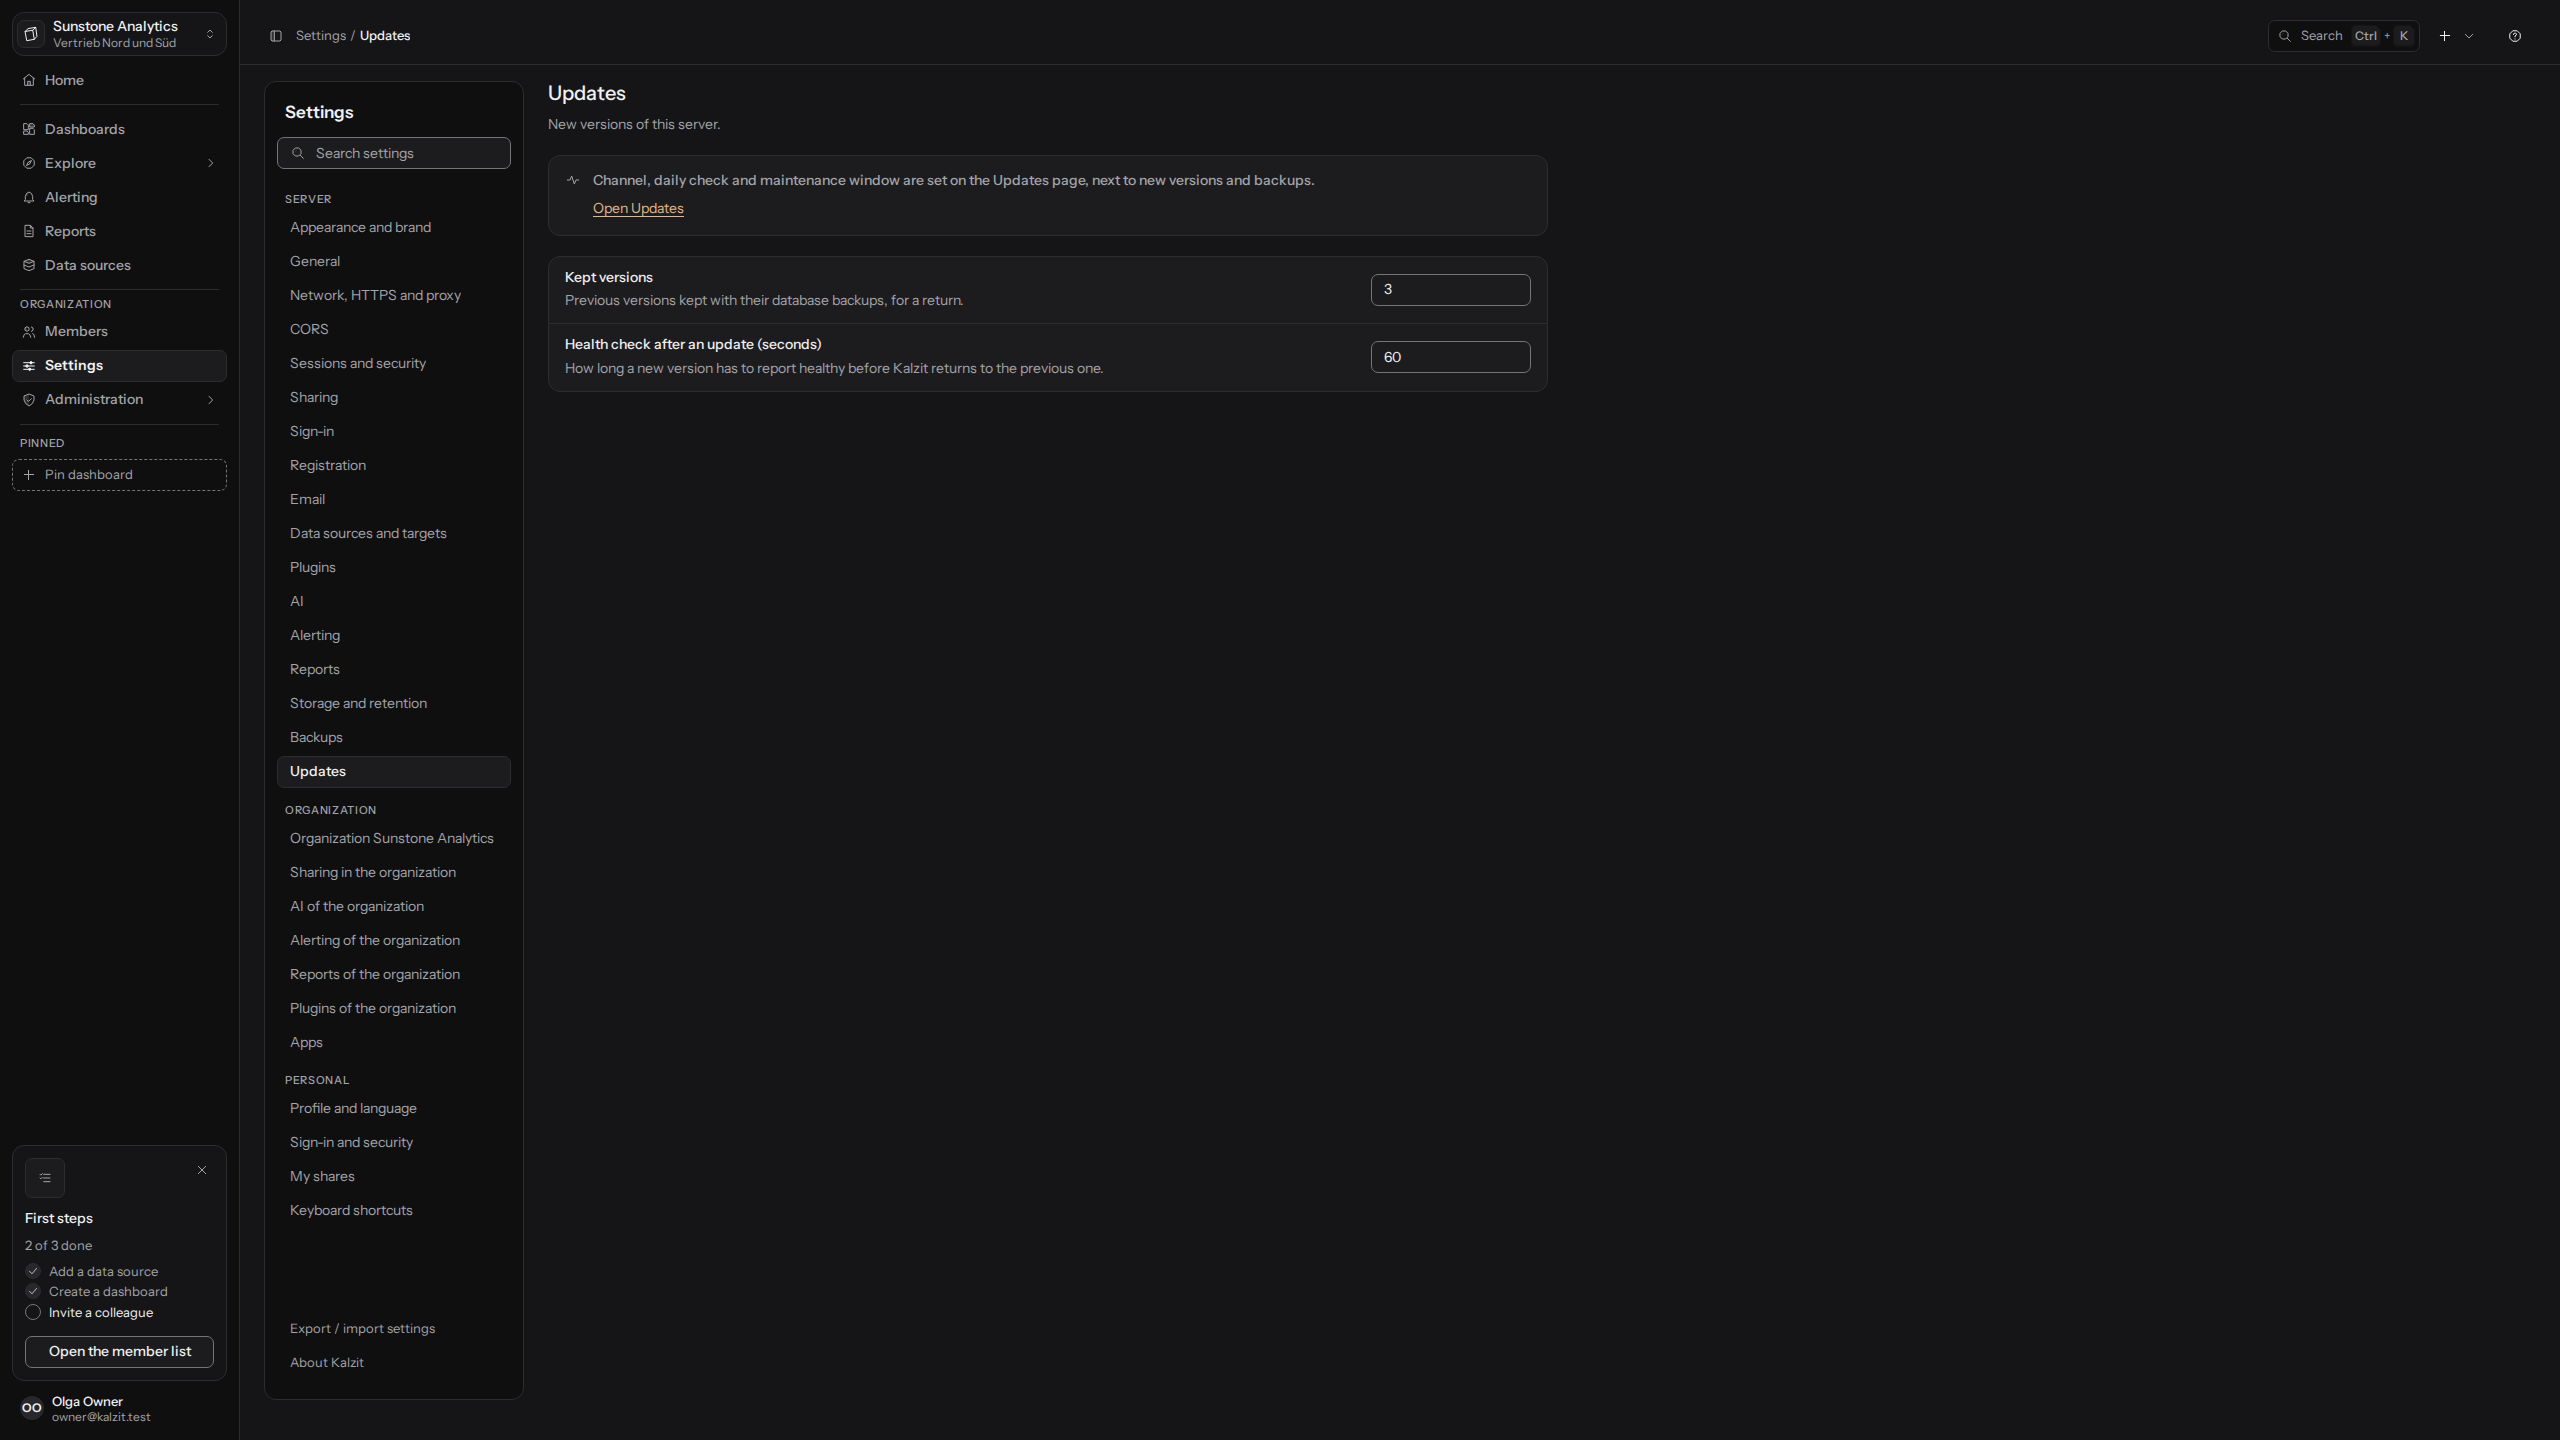 Sunstone Analytics
Vertrieb Nord und Süd
Home
Dashboards
Explore
Alerting
Reports
Data sources
ORGANIZATION
Members
Settings
Administration
PINNED
Pin dashboard
First steps
2 of 3 done
Add a data source
Create a dashboard
Invite a colleague
Open the member list
OO
Olga Owner
owner@kalzit.test
Settings / Updates
Search Ctrl + K
Settings
Search settings
SERVER
Appearance and brand
General
Network, HTTPS and proxy
CORS
Sessions and security
Sharing
Sign-in
Registration
Email
Data sources and targets
Plugins
AI
Alerting
Reports
Storage and retention
Backups
Updates
ORGANIZATION
Organization Sunstone Analytics
Sharing in the organization
AI of the organization
Alerting of the organization
Reports of the organization
Plugins of the organization
Apps
PERSONAL
Profile and language
Sign-in and security
My shares
Keyboard shortcuts
Export / import settings
About Kalzit
Updates
New versions of this server.
Channel, daily check and maintenance window are set on the Updates page, next to new versions and backups.
Open Updates
Kept versions
Previous versions kept with their database backups, for a return.
3
Health check after an update (seconds)
How long a new version has to report healthy before Kalzit returns to the previous one.
60